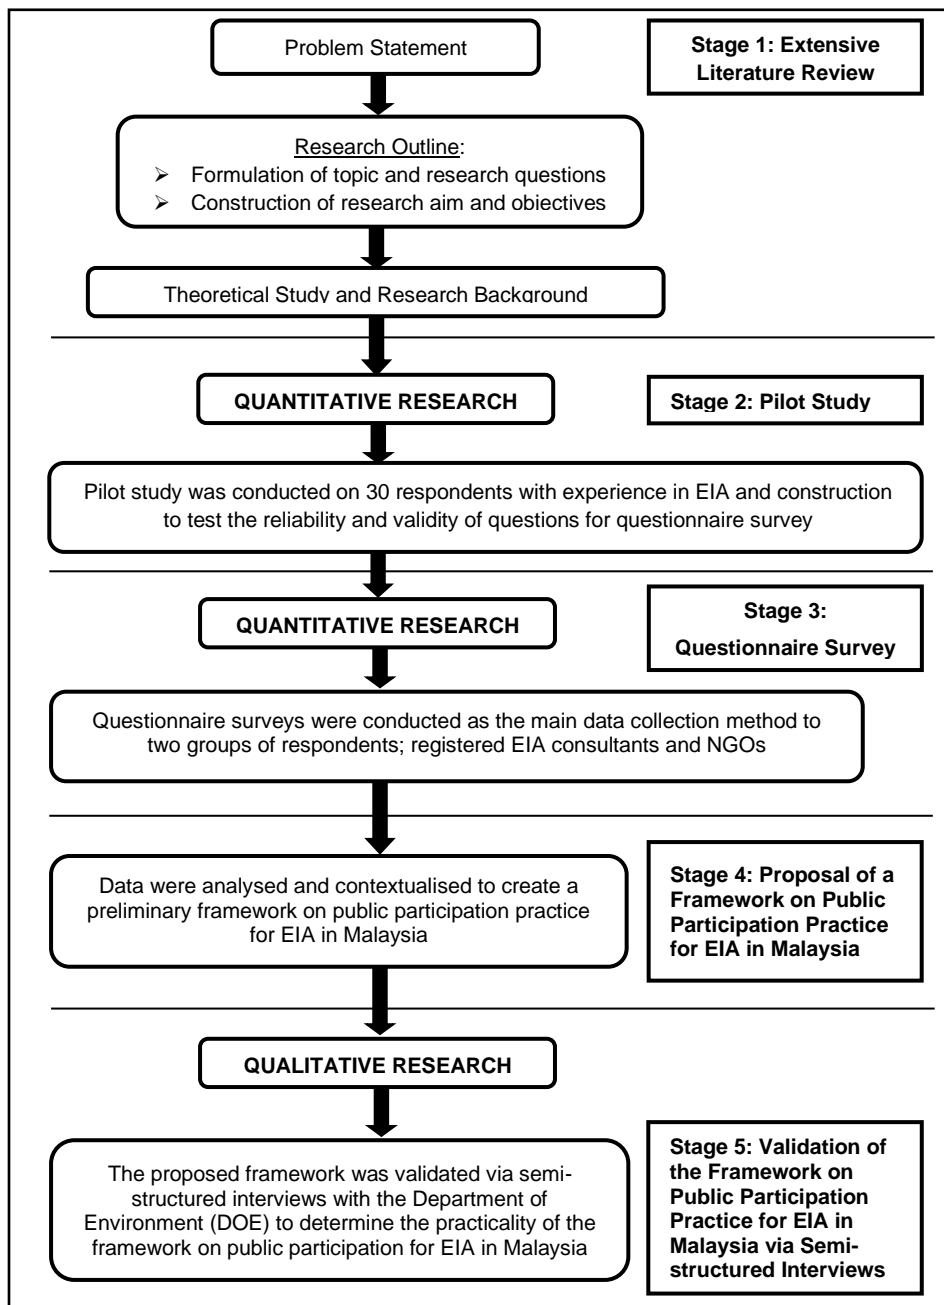 Problem Statement
Stage 1: Extensive
Literature Review
Research Outline:
➢ Formulation of topic and research questions
➢ Construction of research aim and objectives
Theoretical Study and Research Background
QUANTITATIVE RESEARCH
Stage 2: Pilot Study
Pilot study was conducted on 30 respondents with experience in EIA and construction
to test the reliability and validity of questions for questionnaire survey
QUANTITATIVE RESEARCH
Stage 3:
Questionnaire Survey
Questionnaire surveys were conducted as the main data collection method to
two groups of respondents; registered EIA consultants and NGOs
Data were analysed and contextualised to create a
preliminary framework on public participation practice
for EIA in Malaysia
Stage 4: Proposal of a
Framework on Public
Participation Practice
for EIA in Malaysia
QUALITATIVE RESEARCH
The proposed framework was validated via semi-
structured interviews with the Department of
Environment (DOE) to determine the practicality of the
framework on public participation for EIA in Malaysia
Stage 5: Validation of
the Framework on
Public Participation
Practice for EIA in
Malaysia via Semi-
structured Interviews